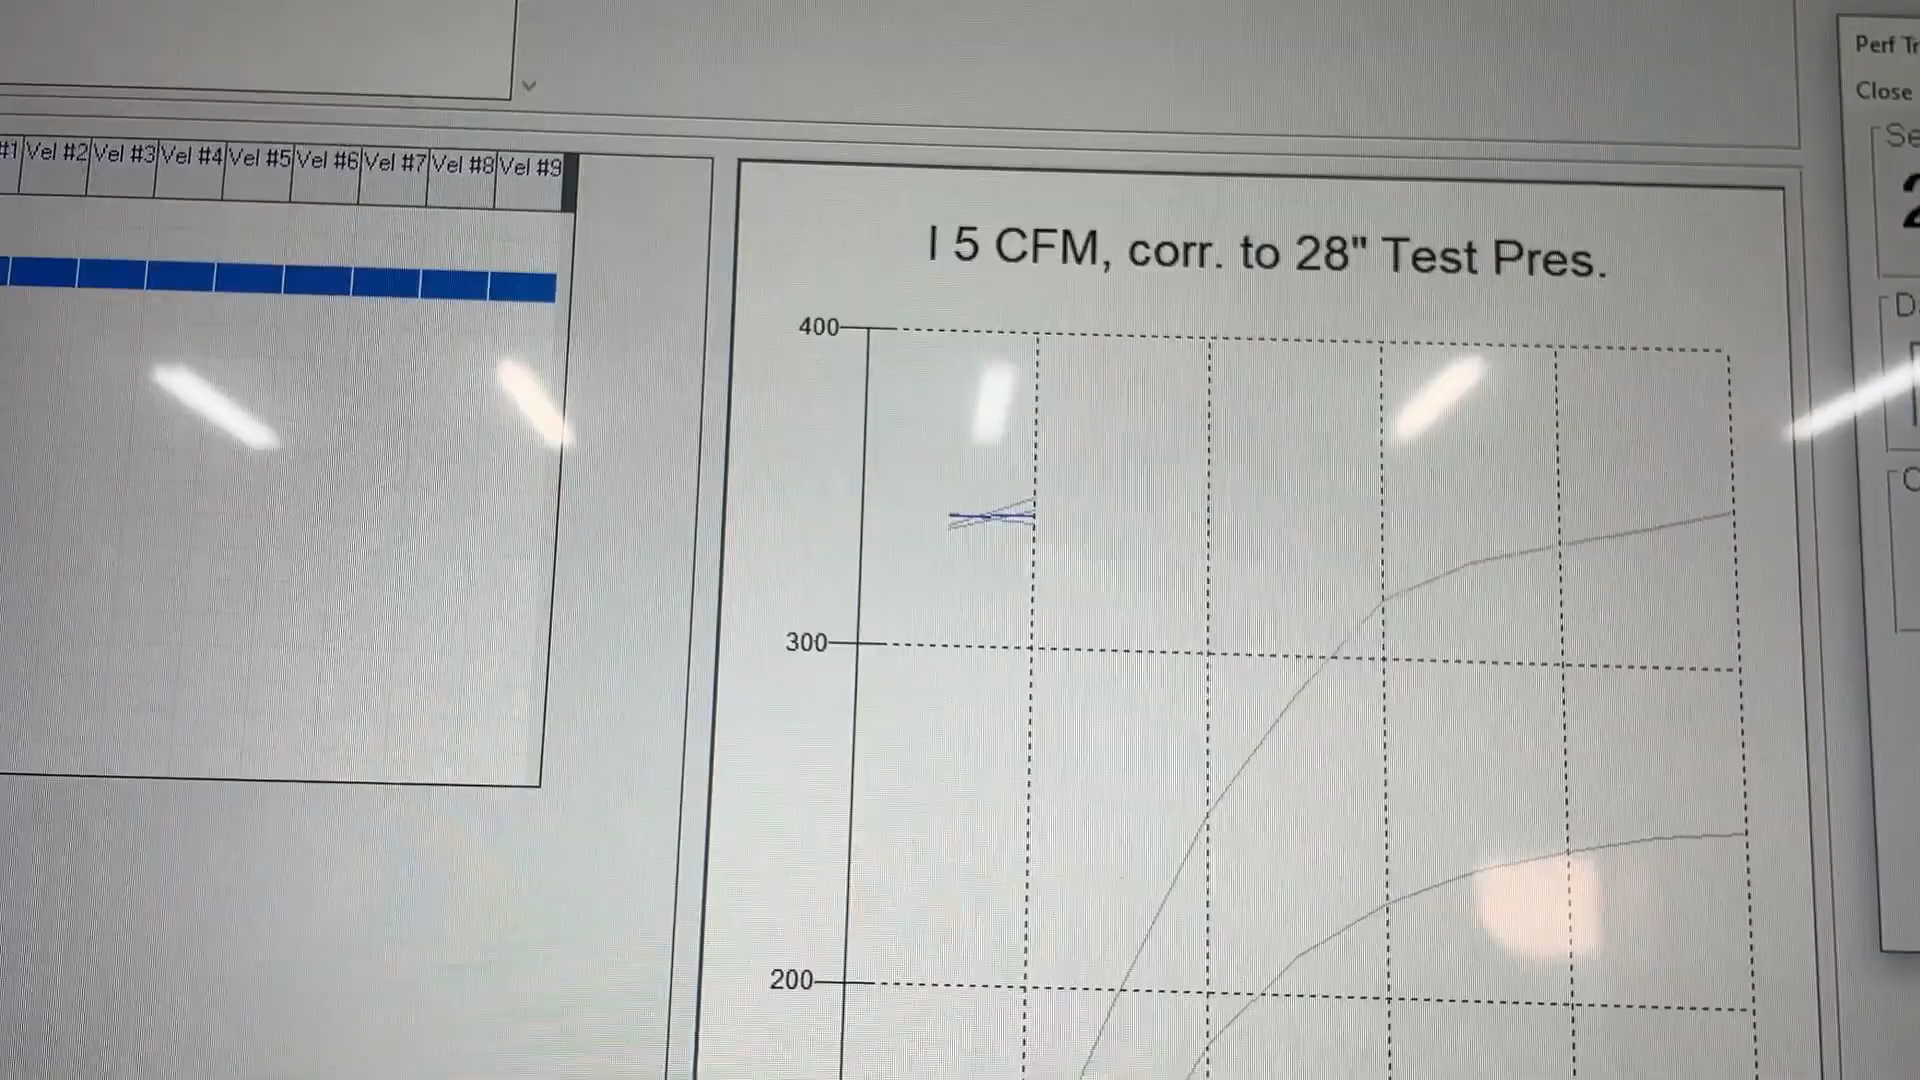 Perf Tr
Close
#1 Vel #2 Vel #3 Vel #4 Vel #5 Vel #6 Vel #7 Vel #8 Vel #9
Se
2
I 5 CFM, corr. to 28" Test Pres.
D
400
C
300
200